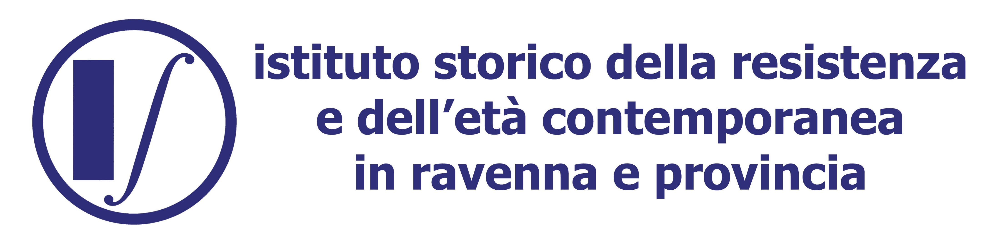 istituto storico della resistenza
e dell’età contemporanea
in ravenna e provincia